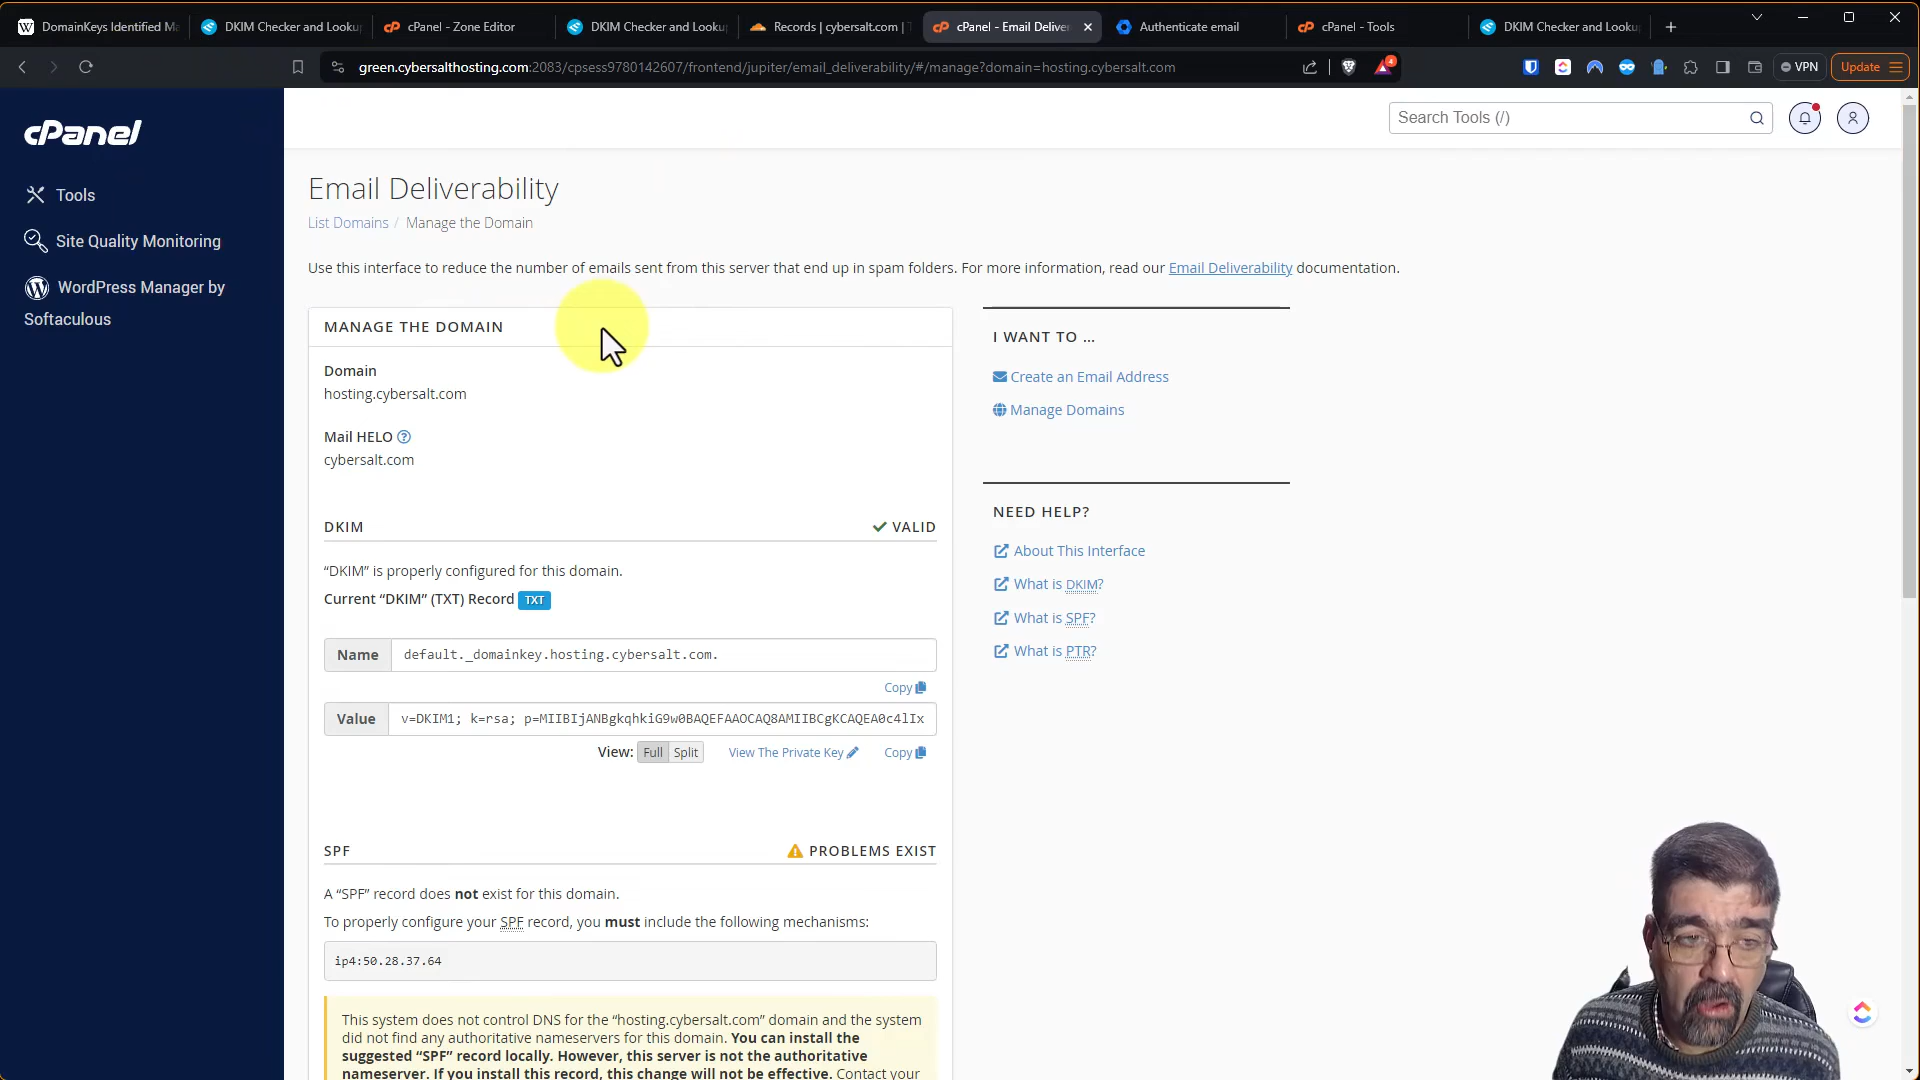 DomainKeys Identified Ma
DKIM Checker and Looku
cPanel - Zone Editor
DKIM Checker and Looku
Records | cybersalt.com |
cPanel - Email Deliver
Authenticate email
cPanel - Tools
DKIM Checker and Looku
green.cybersalthosting.com:2083/cpsess9780142607/frontend/jupiter/email_deliverability/#/manage?domain=hosting.cybersalt.com
4
VPN
Update
cPanel
Search Tools (/)
Tools
Site Quality Monitoring
WordPress Manager by
Softaculous
Email Deliverability
List Domains / Manage the Domain
Use this interface to reduce the number of emails sent from this server that end up in spam folders. For more information, read our Email Deliverability documentation.
MANAGE THE DOMAIN
Domain
hosting.cybersalt.com
Mail HELO ?
cybersalt.com
DKIM VALID
“DKIM” is properly configured for this domain.
Current “DKIM” (TXT) Record TXT
Name default._domainkey.hosting.cybersalt.com.
Copy
Value v=DKIM1; k=rsa; p=MIIBIjANBgkqhkiG9w0BAQEFAAOCAQ8AMIIBCgKCAQEA0c4lIx
View: Full Split View The Private Key Copy
SPF PROBLEMS EXIST
A “SPF” record does not exist for this domain.
To properly configure your SPF record, you must include the following mechanisms:
ip4:50.28.37.64
This system does not control DNS for the “hosting.cybersalt.com” domain and the system
did not find any authoritative nameservers for this domain. You can install the
suggested “SPF” record locally. However, this server is not the authoritative
nameserver. If you install this record, this change will not be effective. Contact your
I WANT TO ...
Create an Email Address
Manage Domains
NEED HELP?
About This Interface
What is DKIM?
What is SPF?
What is PTR?